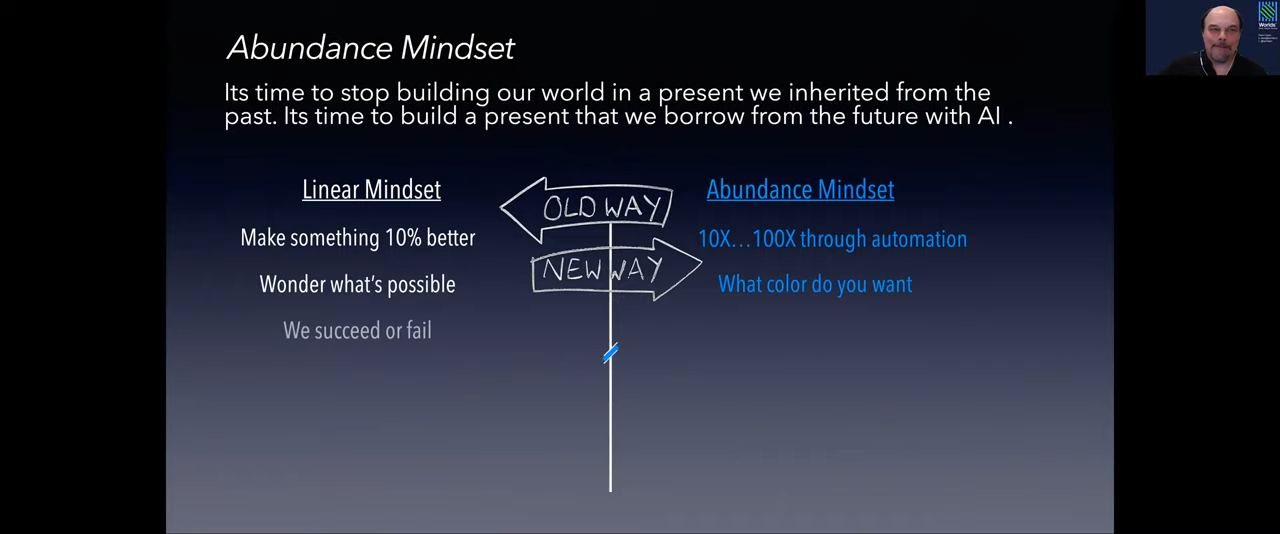 Abundance Mindset
Its time to stop building our world in a present we inherited from the
past. Its time to build a present that we borrow from the future with AI .
Linear Mindset
OLD WAY
Abundance Mindset
Make something 10% better
10X...100X through automation
NEW WAY
Wonder what's possible
What color do you want
We succeed or fail
Worlds